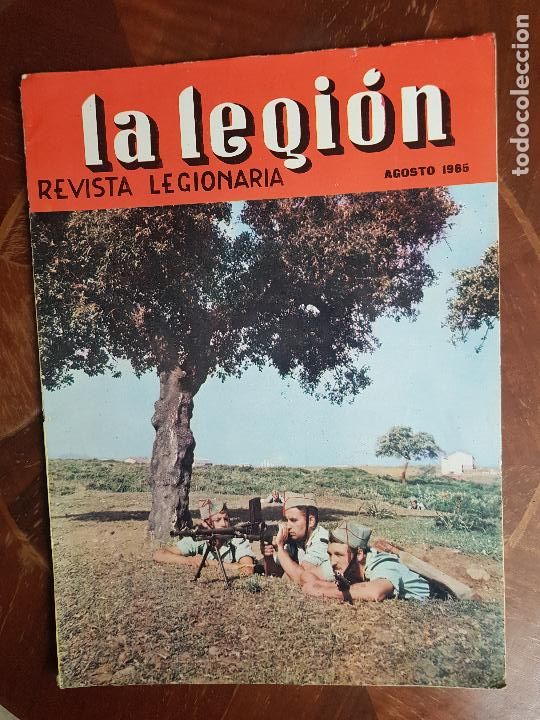 la legión
REVISTA LEGIONARIA
AGOSTO 1965
todocoleccion